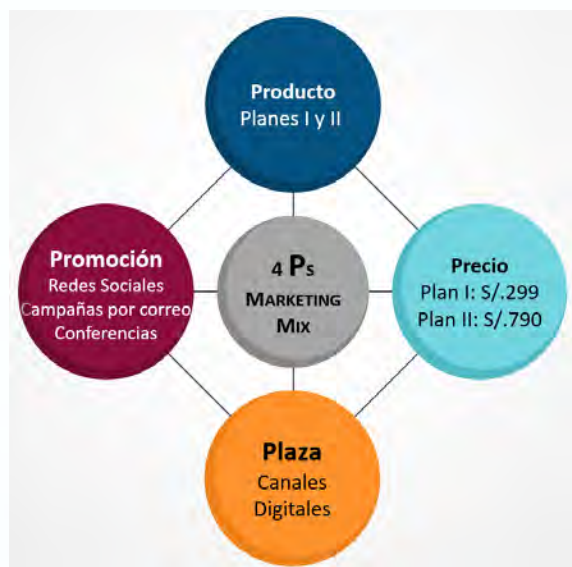 Producto
Planes I y II
Promoción
Redes Sociales
Campañas por correo
Conferencias
4 Ps
MARKETING
MIX
Precio
Plan I: S/.299
Plan II: S/.790
Plaza
Canales
Digitales